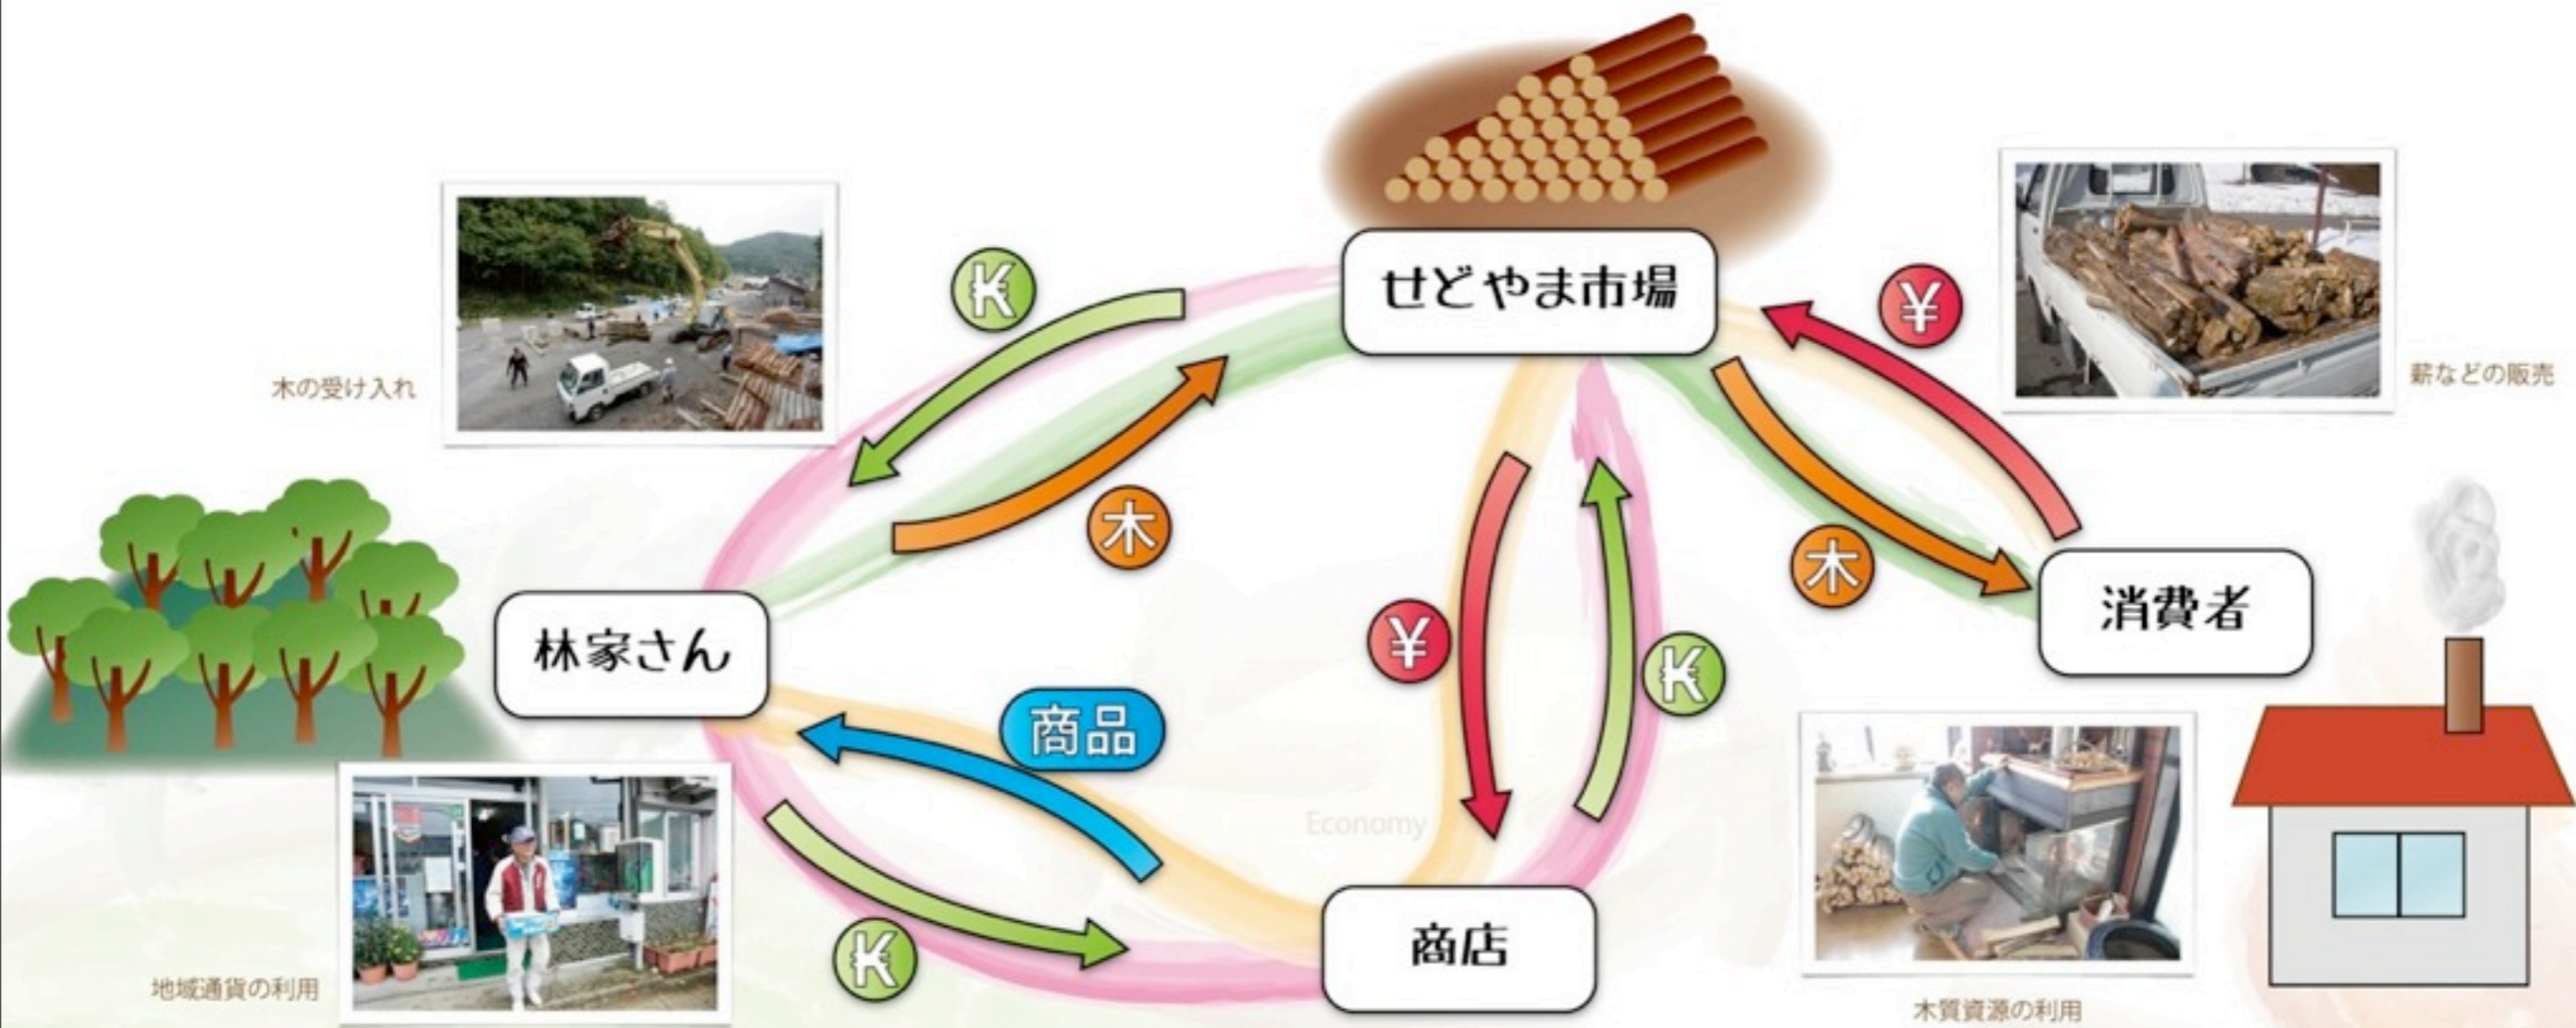 せどやま市場
₭
¥
木の受け入れ
薪などの販売
木
木
消費者
林家さん
¥
₭
商品
Economy
商店
₭
地域通貨の利用
木質資源の利用